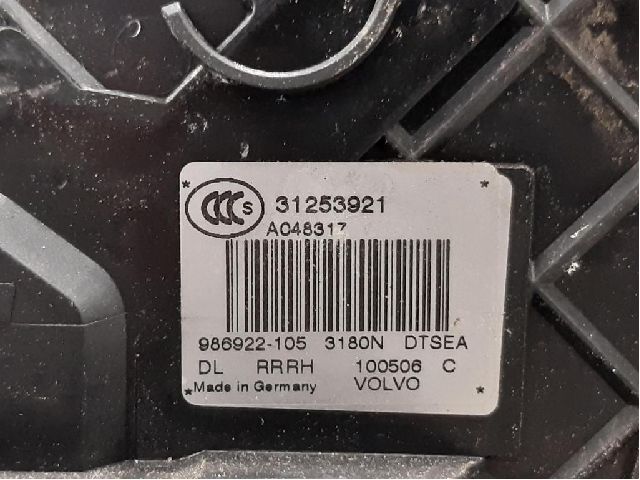 CCC S 31253921
A048317
986922-105 3180N DTSEA
DL RRRH 100506 C
Made in Germany VOLVO